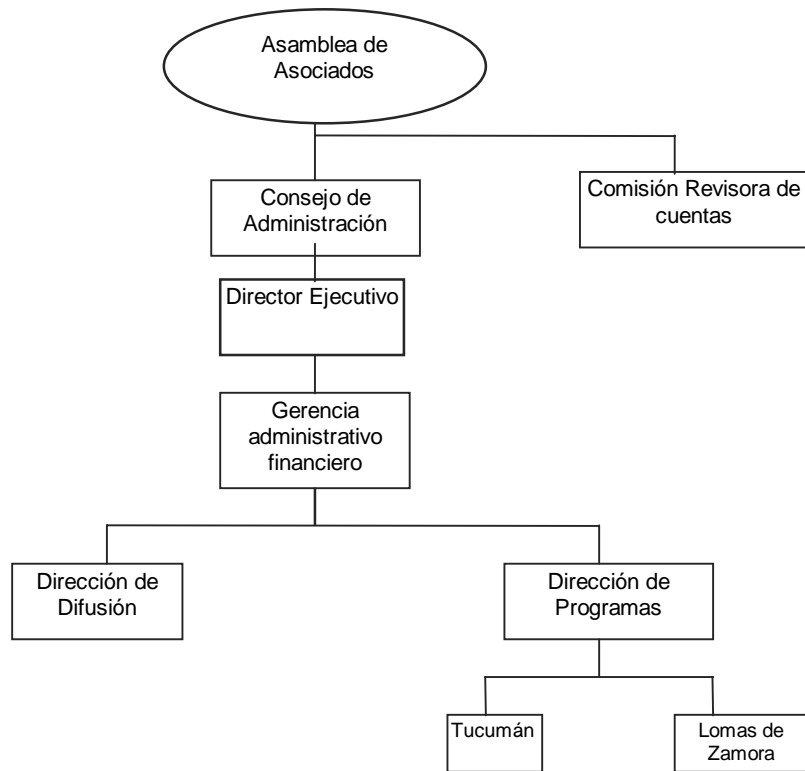 Asamblea de
Asociados
Consejo de
Administración
Comisión Revisora de
cuentas
Director Ejecutivo
Gerencia
administrativo
financiero
Dirección de
Difusión
Dirección de
Programas
Tucumán
Lomas de
Zamora